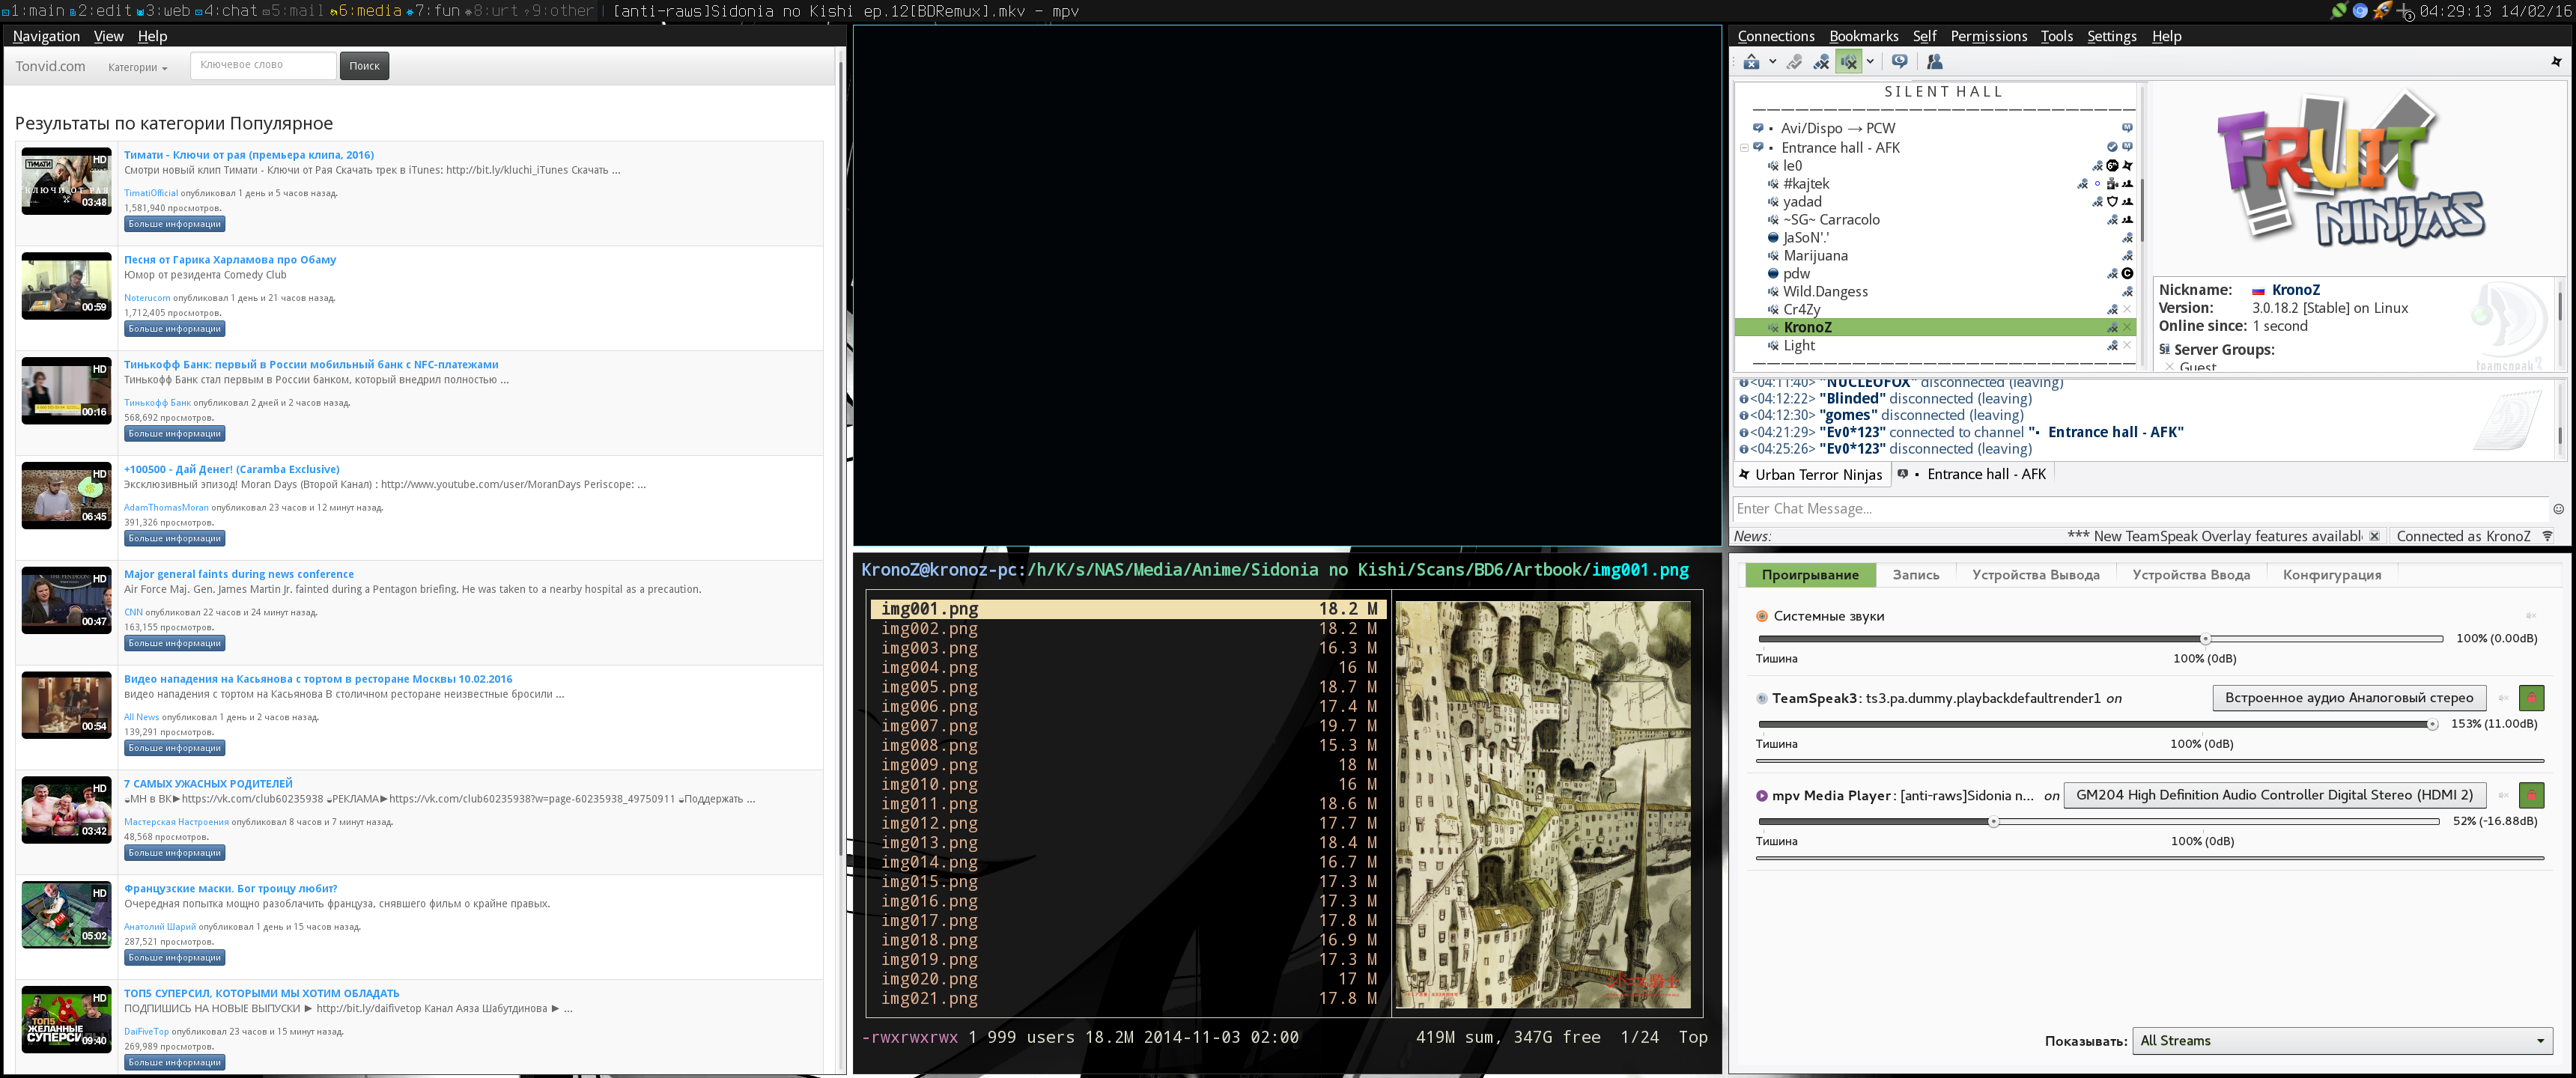 1:main 2:edit 3:web 4:chat 5:mail 6:media 7:fun 8:urt 9:other [anti-raws]Sidonia no Kishi ep.12[BDRemux].mkv - mpv
04:29:13 14/02/16
Navigation View Help
Tonvid.com Категории Ключевое слово Поиск
Результаты по категории Популярное
HD
ТИМАТИ
КЛЮЧИ ОТ РАЯ
03:48
Тимати - Ключи от рая (премьера клипа, 2016)
Смотри новый клип Тимати - Ключи от Рая Скачать трек в iTunes: http://bit.ly/kluchi_iTunes Скачать ...
TimatiOfficial опубликовал 1 день и 5 часов назад.
1,581,940 просмотров.
Больше информации
00:59
Песня от Гарика Харламова про Обаму
Юмор от резидента Comedy Club
Noterucom опубликовал 1 день и 21 часов назад.
1,712,405 просмотров.
Больше информации
HD
00:16
Тинькофф Банк: первый в России мобильный банк с NFC-платежами
Тинькофф Банк стал первым в России банком, который внедрил полностью ...
Тинькофф Банк опубликовал 2 дней и 2 часов назад.
568,692 просмотров.
Больше информации
HD
06:45
+100500 - Дай Денег! (Caramba Exclusive)
Эксклюзивный эпизод! Moran Days (Второй Канал) : http://www.youtube.com/user/MoranDays Periscope: ...
AdamThomasMoran опубликовал 23 часов и 12 минут назад.
391,326 просмотров.
Больше информации
HD
00:47
Major general faints during news conference
Air Force Maj. Gen. James Martin Jr. fainted during a Pentagon briefing. He was taken to a nearby hospital as a precaution.
CNN опубликовал 22 часов и 24 минут назад.
163,155 просмотров.
Больше информации
00:54
Видео нападения на Касьянова с тортом в ресторане Москвы 10.02.2016
видео нападения с тортом на Касьянова В столичном ресторане неизвестные бросили ...
All News опубликовал 1 день и 2 часов назад.
139,291 просмотров.
Больше информации
HD
03:42
7 САМЫХ УЖАСНЫХ РОДИТЕЛЕЙ
МН в ВК►https://vk.com/club60235938 РЕКЛАМА►https://vk.com/club60235938?w=page-60235938_49750911 Поддержать ...
Мастерская Настроения опубликовал 8 часов и 7 минут назад.
48,568 просмотров.
Больше информации
HD
05:02
Французские маски. Бог троицу любит?
Очередная попытка мощно разоблачить француза, снявшего фильм о крайне правых.
Анатолий Шарий опубликовал 1 день и 15 часов назад.
287,521 просмотров.
Больше информации
HD
ТОП5
ЖЕЛАННЫЕ
СУПЕРСИ
09:40
ТОП5 СУПЕРСИЛ, КОТОРЫМИ МЫ ХОТИМ ОБЛАДАТЬ
ПОДПИШИСЬ НА НОВЫЕ ВЫПУСКИ ► http://bit.ly/daifivetop Канал Аяза Шабутдинова ► ...
DaiFiveTop опубликовал 23 часов и 15 минут назад.
269,989 просмотров.
Больше информации
KronoZ@kronoz-pc:/h/K/s/NAS/Media/Anime/Sidonia no Kishi/Scans/BD6/Artbook/img001.png
img001.png 18.2 M
img002.png 18.2 M
img003.png 16.3 M
img004.png 16 M
img005.png 18.7 M
img006.png 17.4 M
img007.png 19.7 M
img008.png 15.3 M
img009.png 18 M
img010.png 16 M
img011.png 18.6 M
img012.png 17.7 M
img013.png 18.4 M
img014.png 16.7 M
img015.png 17.3 M
img016.png 17.3 M
img017.png 17.8 M
img018.png 16.9 M
img019.png 17.3 M
img020.png 17 M
img021.png 17.8 M
-rwxrwxrwx 1 999 users 18.2M 2014-11-03 02:00 419M sum, 347G free 1/24 Top
Connections Bookmarks Self Permissions Tools Settings Help
SILENT HALL
Avi/Dispo → PCW
Entrance hall - AFK
le0
#kajtek
yadad
~SG~ Carracolo
JaSoN'.'
Marijuana
pdw
Wild.Dangess
Cr4Zy
KronoZ
Light
FRUIT
NINJAS
Nickname: KronoZ
Version: 3.0.18.2 [Stable] on Linux
Online since: 1 second
Server Groups:
Guest
teamspeak3
<04:11:40> "NUCLEOFOX" disconnected (leaving)
<04:12:22> "Blinded" disconnected (leaving)
<04:12:30> "gomes" disconnected (leaving)
<04:21:29> "Ev0*123" connected to channel "▪ Entrance hall - AFK"
<04:25:26> "Ev0*123" disconnected (leaving)
Urban Terror Ninjas ▪ Entrance hall - AFK
Enter Chat Message...
News: *** New TeamSpeak Overlay features availabl Connected as KronoZ
Проигрывание Запись Устройства Вывода Устройства Ввода Конфигурация
Системные звуки
100% (0.00dB)
Тишина 100% (0dB)
TeamSpeak3: ts3.pa.dummy.playbackdefaultrender1 on Встроенное аудио Аналоговый стерео
153% (11.00dB)
Тишина 100% (0dB)
mpv Media Player: [anti-raws]Sidonia n... on GM204 High Definition Audio Controller Digital Stereo (HDMI 2)
52% (-16.88dB)
Тишина 100% (0dB)
Показывать: All Streams